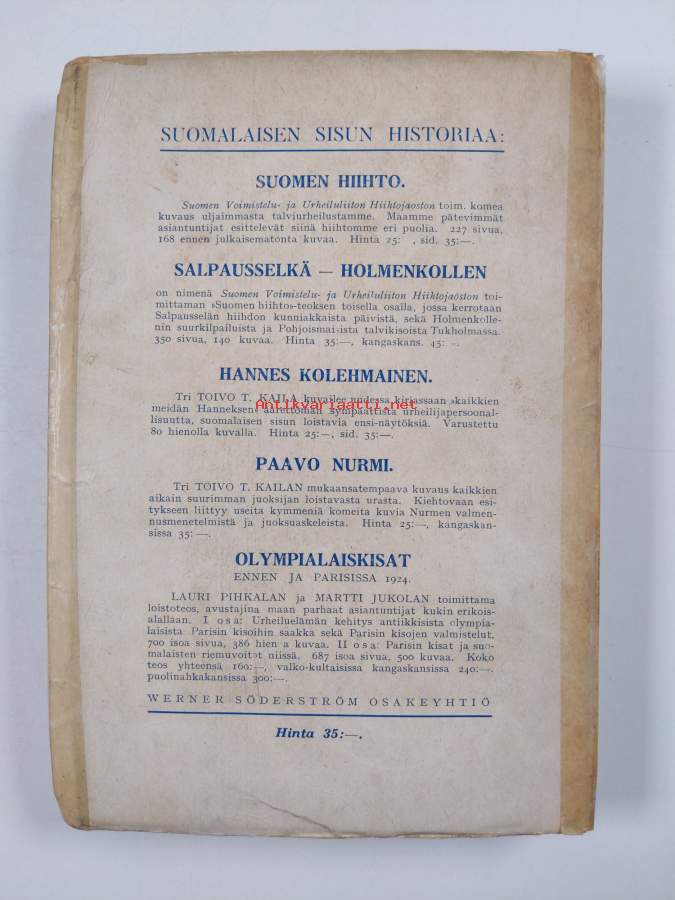 SUOMALAISEN SISUN HISTORIAA:
SUOMEN HIIHTO.
Suomen Voimistelu- ja Urheiluliiton Hiihtojaoston toim. komea
kuvaus uljaimmasta talviurheilustamme. Maamme pätevimmät
asiantuntijat esittelevät siinä hiihtomme eri puolia. 227 sivua,
168 ennen julkaisematonta kuvaa. Hinta 25: , sid. 35:—.
SALPAUSSELKÄ — HOLMENKOLLEN
on nimenä Suomen Voimistelu- ja Urheiluliiton Hiihtojaoston toi-
mittaman »Suomen hiihto»-teoksen toisella osalla, jossa kerrotaan
Salpausselän hiihdon kunniakkaista päivistä, sekä Holmenkolle-
nin suurkilpailuista ja Pohjoismaisista talvikisoista Tukholmassa.
350 sivua, 140 kuvaa. Hinta 35:—, kangaskans. 45: –.
HANNES KOLEHMAINEN.
Tri TOIVO T. KAILA kuvailee uudessa kirjassaan »kaikkien
Antikvariaatti.net
meidän Hanneksen» äärettömän sympaattista urheilijapersoonal-
lisuutta, suomalaisen sisun loistavia ensi-näytöksiä. Varustettu
80 hienolla kuvalla. Hinta 25:–, sid. 35:—.
PAAVO NURMI.
Tri TOIVO T. KAILAN mukaansatempaava kuvaus kaikkien
aikain suurimman juoksijan loistavasta urasta. Kiehtovaan esi-
tykseen liittyy useita kymmeniä komeita kuvia Nurmen valmen-
nusmenetelmistä ja juoksuaskeleista. Hinta 25:—, kangaskan-
sissa 35: —.
OLYMPIALAISKISAT
ENNEN JA PARISISSA 1924.
LAURI PIHKALAN ja MARTTI JUKOLAN toimittama
loistoteos, avustajina maan parhaat asiantuntijat kukin erikois-
alallaan. I osa: Urheiluelämän kehitys antiikkisista olympia-
laisista Parisin kisoihin saakka sekä Parisin kisojen valmistelut,
700 isoa sivua, 386 hien a kuvaa. II osa: Parisin kisat ja suo-
malaisten riemuvoitot niissä. 687 isoa sivua, 500 kuvaa. Koko
teos yhteensä 160:—, valko-kultaisissa kangaskansissa 240:—,
puolinahkakansissa 300:—.
WERNER SÖDERSTRÖM OSAKEYHTIÖ
Hinta 35:—.